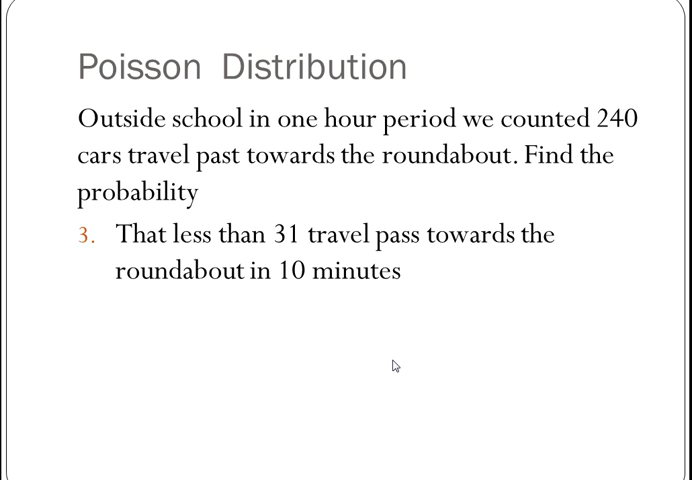 Poisson Distribution
Outside school in one hour period we counted 240
cars travel past towards the roundabout. Find the
probability
3. That less than 31 travel pass towards the
roundabout in 10 minutes